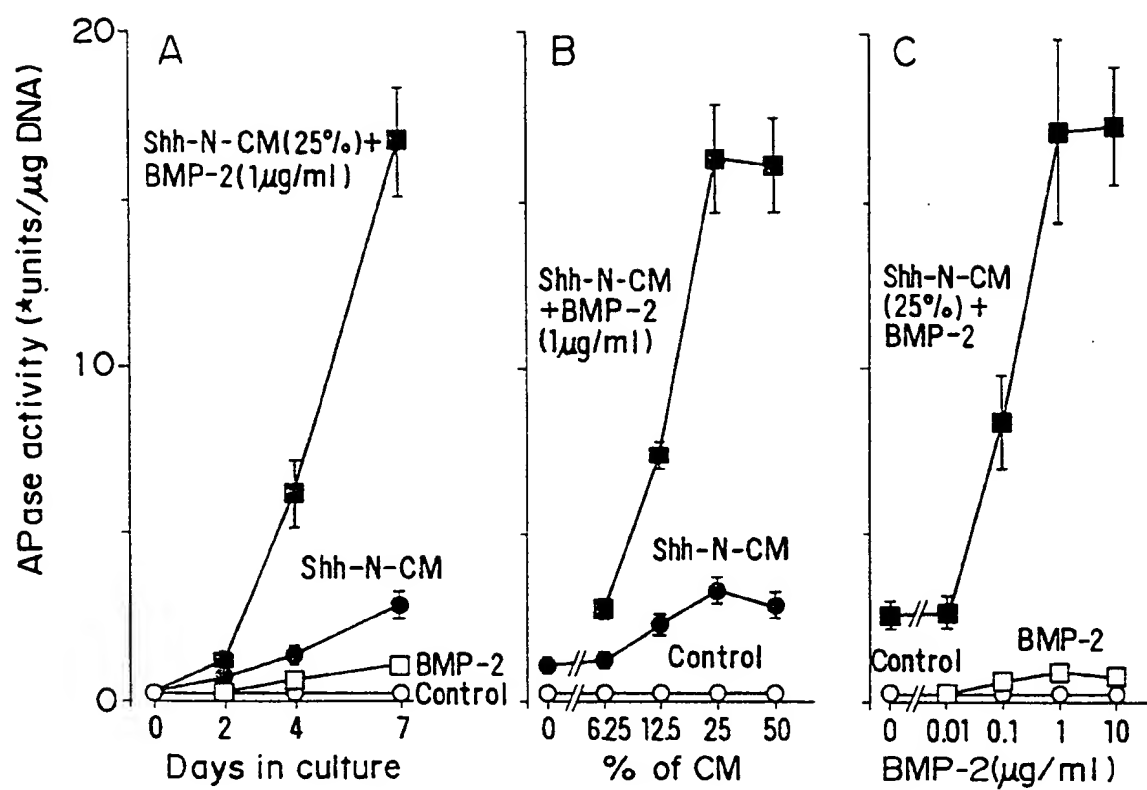 APase activity (*units/μg DNA)
20
10
0
A
Shh-N-CM(25%)+
BMP-2(1μg/ml)
Shh-N-CM
BMP-2
Control
0 2 4 7
Days in culture
B
Shh-N-CM
+BMP-2
(1μg/ml)
Shh-N-CM
Control
0 6.25 12.5 25 50
% of CM
C
Shh-N-CM
(25%)+
BMP-2
BMP-2
Control
0 0.01 0.1 1 10
BMP-2(μg/ml)